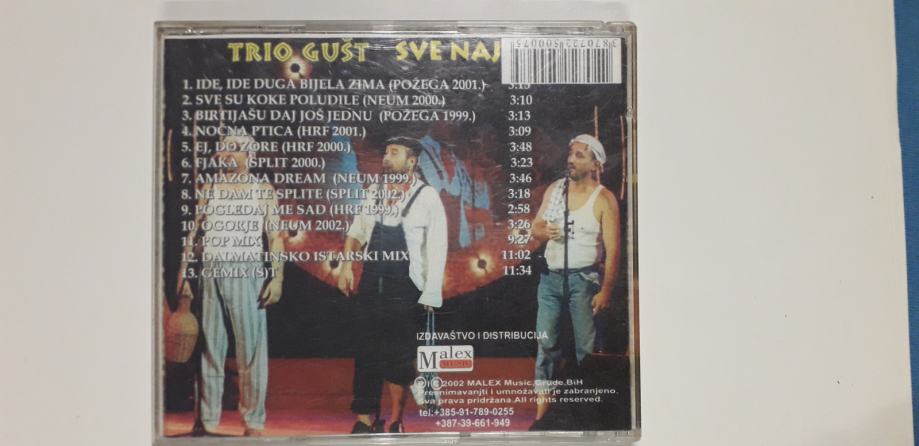 TRIO GUŠT SVE NAJ
3870722500075
1. IDE, IDE DUGA BIJELA ZIMA (POŽEGA 2001.) 3:15
2. SVE SU KOKE POLUDILE (NEUM 2000.) 3:10
3. BIRTIJAŠU DAJ JOŠ JEDNU (POŽEGA 1999.) 3:13
4. NOĆNA PTICA (HRF 2001.) 3:09
5. EJ, DO ZORE (HRF 2000.) 3:48
6. FJAKA (SPLIT 2000.) 3:23
7. AMAZONA DREAM (NEUM 1999.) 3:46
8. NE DAM TE SPLITE (SPLIT 2002.) 3:18
9. POGLEDAJ ME SAD (HRF 1999.) 2:58
10. OGORJE (NEUM 2002.) 3:26
11. POP MIX 9:27
12. DALMATINSKO ISTARSKI MIX 11:02
13. GEMIX (Š)T 11:34
IZDAVAŠTVO I DISTRIBUCIJA
Malex
MUSIC
℗ I © 2002 MALEX Music,Grude,BiH
Presnimavanjti i umnožavati je zabranjeno.
Sva prava pridržana.All rights reserved.
tel:+385-91-789-0255
+387-39-661-949